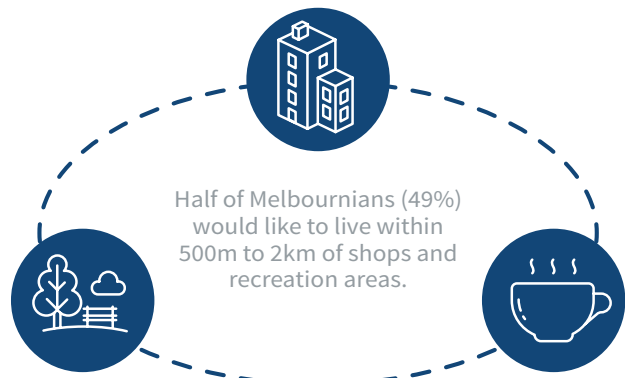 Half of Melbournians (49%)
would like to live within
500m to 2km of shops and
recreation areas.